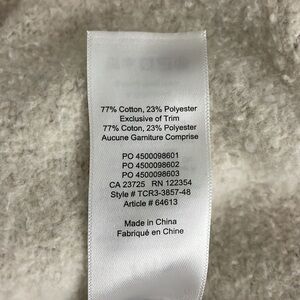 77% Cotton, 23% Polyester
Exclusive of Trim
77% Coton, 23% Polyester
Aucune Garniture Comprise
PO 4500098601
PO 4500098602
PO 4500098603
CA 23725 RN 122354
Style # TCR3-3857-48
Article # 64613
Made in China
Fabriqué en Chine